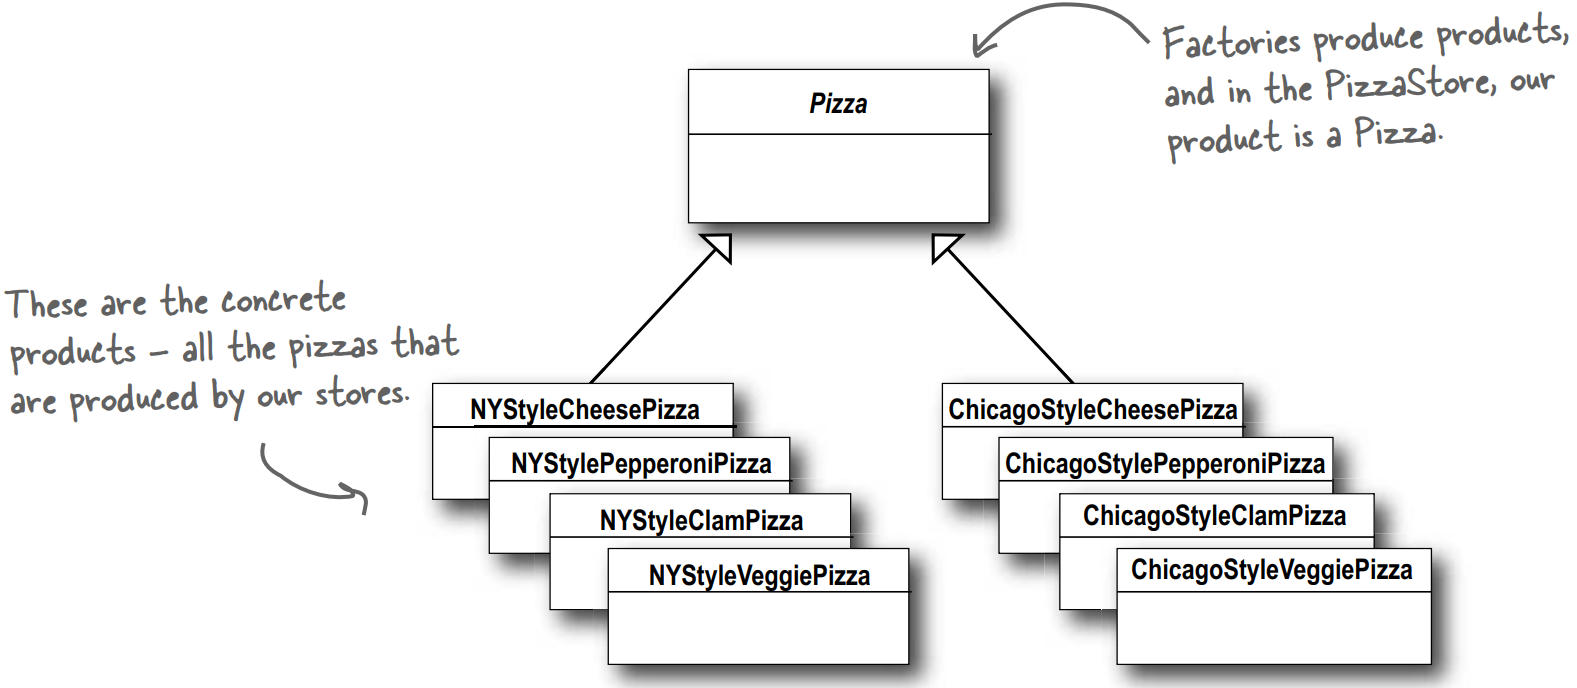 Factories produce products,
and in the PizzaStore, our
product is a Pizza.
Pizza
These are the concrete
products – all the pizzas that
are produced by our stores.
NYStyleCheesePizza
NYStylePepperoniPizza
NYStyleClamPizza
NYStyleVeggiePizza
ChicagoStyleCheesePizza
ChicagoStylePepperoniPizza
ChicagoStyleClamPizza
ChicagoStyleVeggiePizza